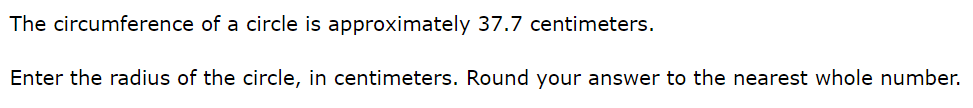 The circumference of a circle is approximately 37.7 centimeters.
Enter the radius of the circle, in centimeters. Round your answer to the nearest whole number.